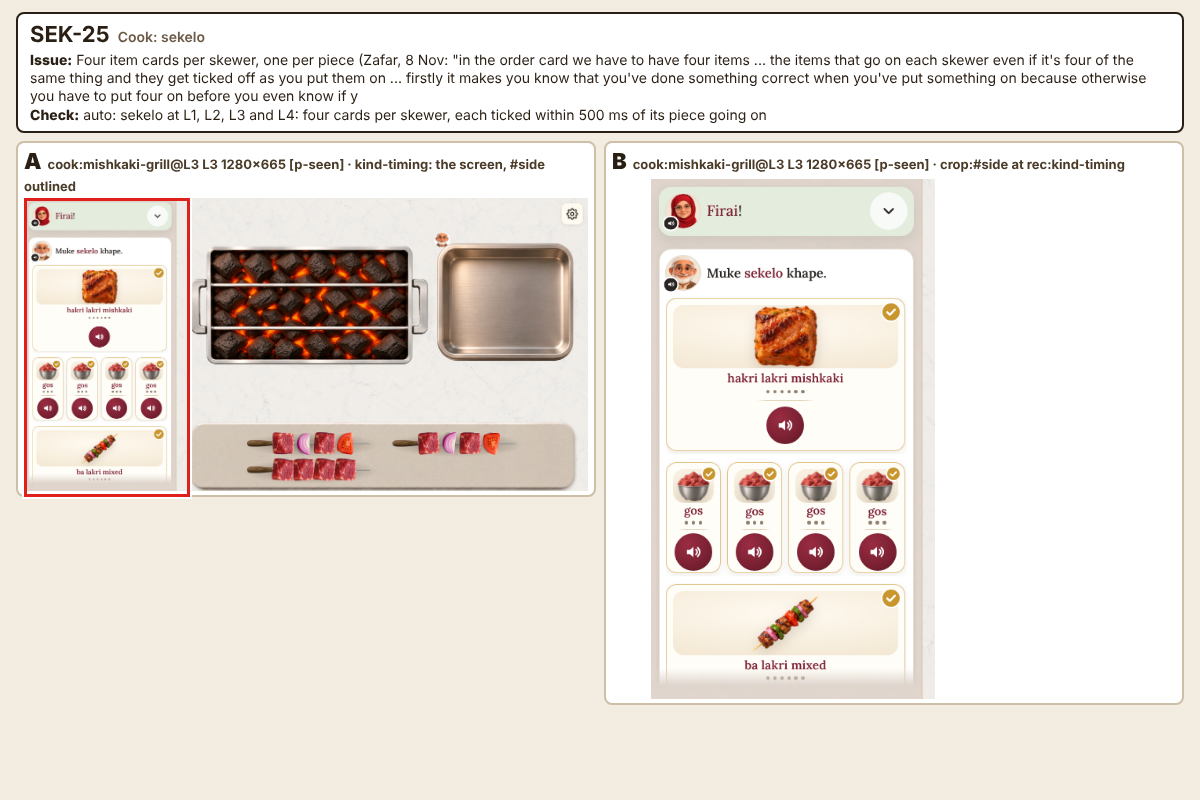 SEK-25 Cook: sekelo
Issue: Four item cards per skewer, one per piece (Zafar, 8 Nov: "in the order card we have to have four items ... the items that go on each skewer even if it's four of the
same thing and they get ticked off as you put them on ... firstly it makes you know that you've done something correct when you've put something on because otherwise
you have to put four on before you even know if y
Check: auto: sekelo at L1, L2, L3 and L4: four cards per skewer, each ticked within 500 ms of its piece going on
A cook:mishkaki-grill@L3 L3 1280×665 [p-seen] · kind-timing: the screen, #side
outlined
Firai!
Muke sekelo khape.
hakri lakri mishkaki
gos gos gos gos
ba lakri mixed
B cook:mishkaki-grill@L3 L3 1280×665 [p-seen] · crop:#side at rec:kind-timing
Firai!
Muke sekelo khape.
hakri lakri mishkaki
gos gos gos gos
ba lakri mixed